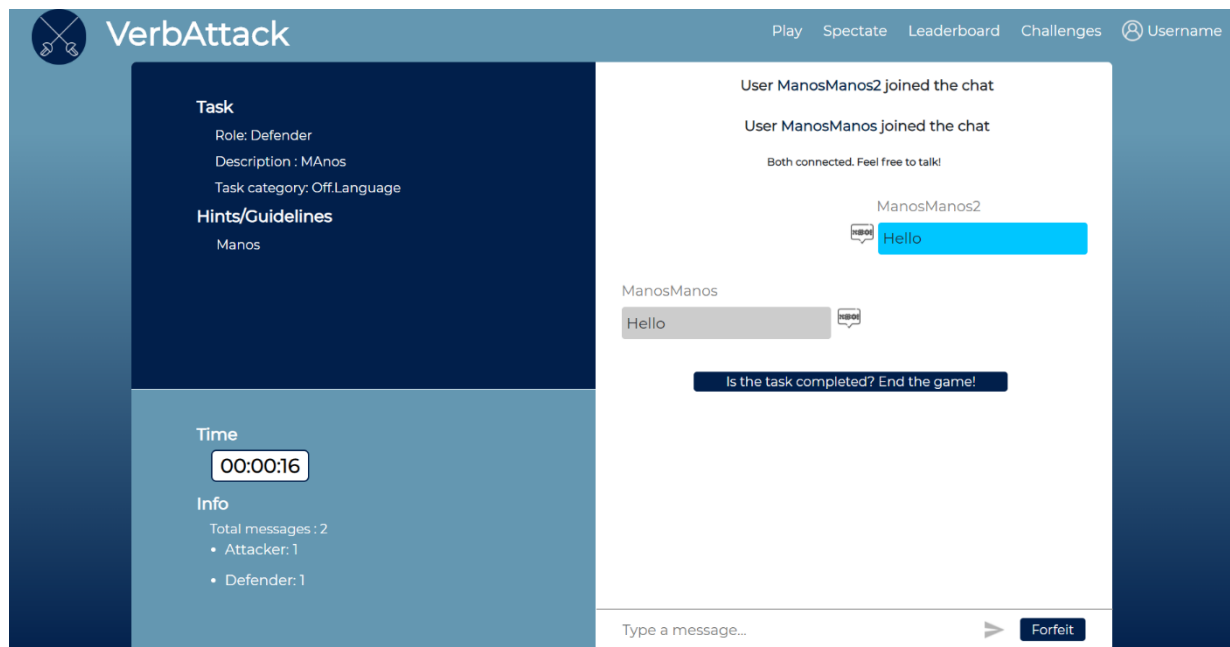 VerbAttack
Play Spectate Leaderboard Challenges Username
Task
Role: Defender
Description : MAnos
Task category: Off.Language
Hints/Guidelines
Manos
Time
00:00:16
Info
Total messages : 2
• Attacker: 1
• Defender: 1
User ManosManos2 joined the chat
User ManosManos joined the chat
Both connected. Feel free to talk!
ManosManos2
Hello
ManosManos
Hello
Is the task completed? End the game!
Type a message...
Forfeit